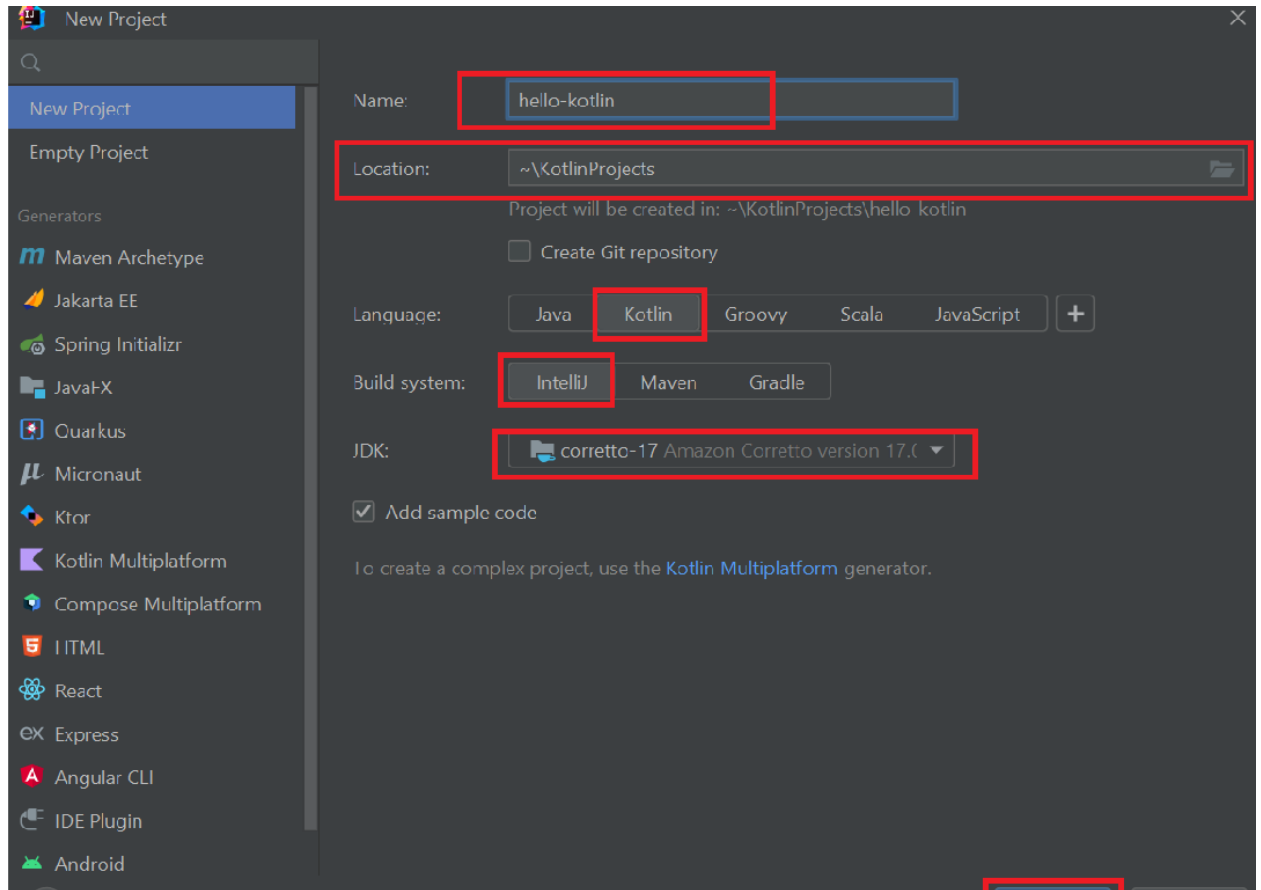 New Project
New Project
Empty Project
Generators
Maven Archetype
Jakarta EE
Spring Initializr
JavaFX
Quarkus
Micronaut
Ktor
Kotlin Multiplatform
Compose Multiplatform
HTML
React
Express
Angular CLI
IDE Plugin
Android
Name: hello-kotlin
Location: ~\KotlinProjects
Project will be created in: ~\KotlinProjects\hello-kotlin
Create Git repository
Language: Java Kotlin Groovy Scala JavaScript +
Build system: IntelliJ Maven Gradle
JDK: corretto-17 Amazon Corretto version 17.(
Add sample code
To create a complex project, use the Kotlin Multiplatform generator.